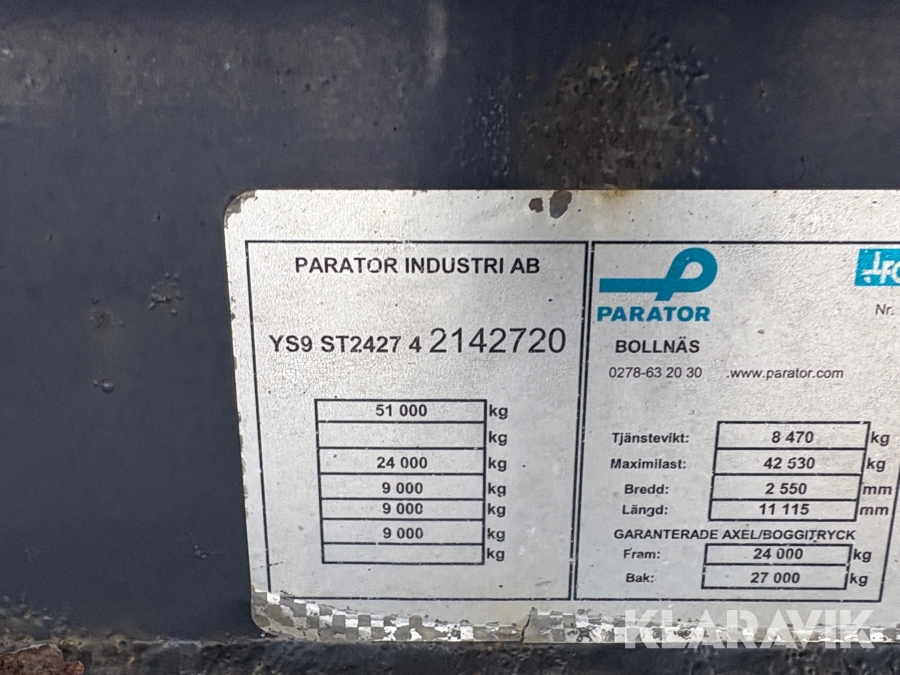 PARATOR INDUSTRI AB
YS9 ST2427 4 2142720
51 000 kg
kg
24 000 kg
9 000 kg
9 000 kg
9 000 kg
kg
PARATOR
BOLLNÄS
0278-63 20 30 www.parator.com
Nr.
Tjänstevikt: 8 470 kg
Maximilast: 42 530 kg
Bredd: 2 550 mm
Längd: 11 115 mm
GARANTERADE AXEL/BOGGITRYCK
Fram: 24 000 kg
Bak: 27 000 kg
KLARAVIK